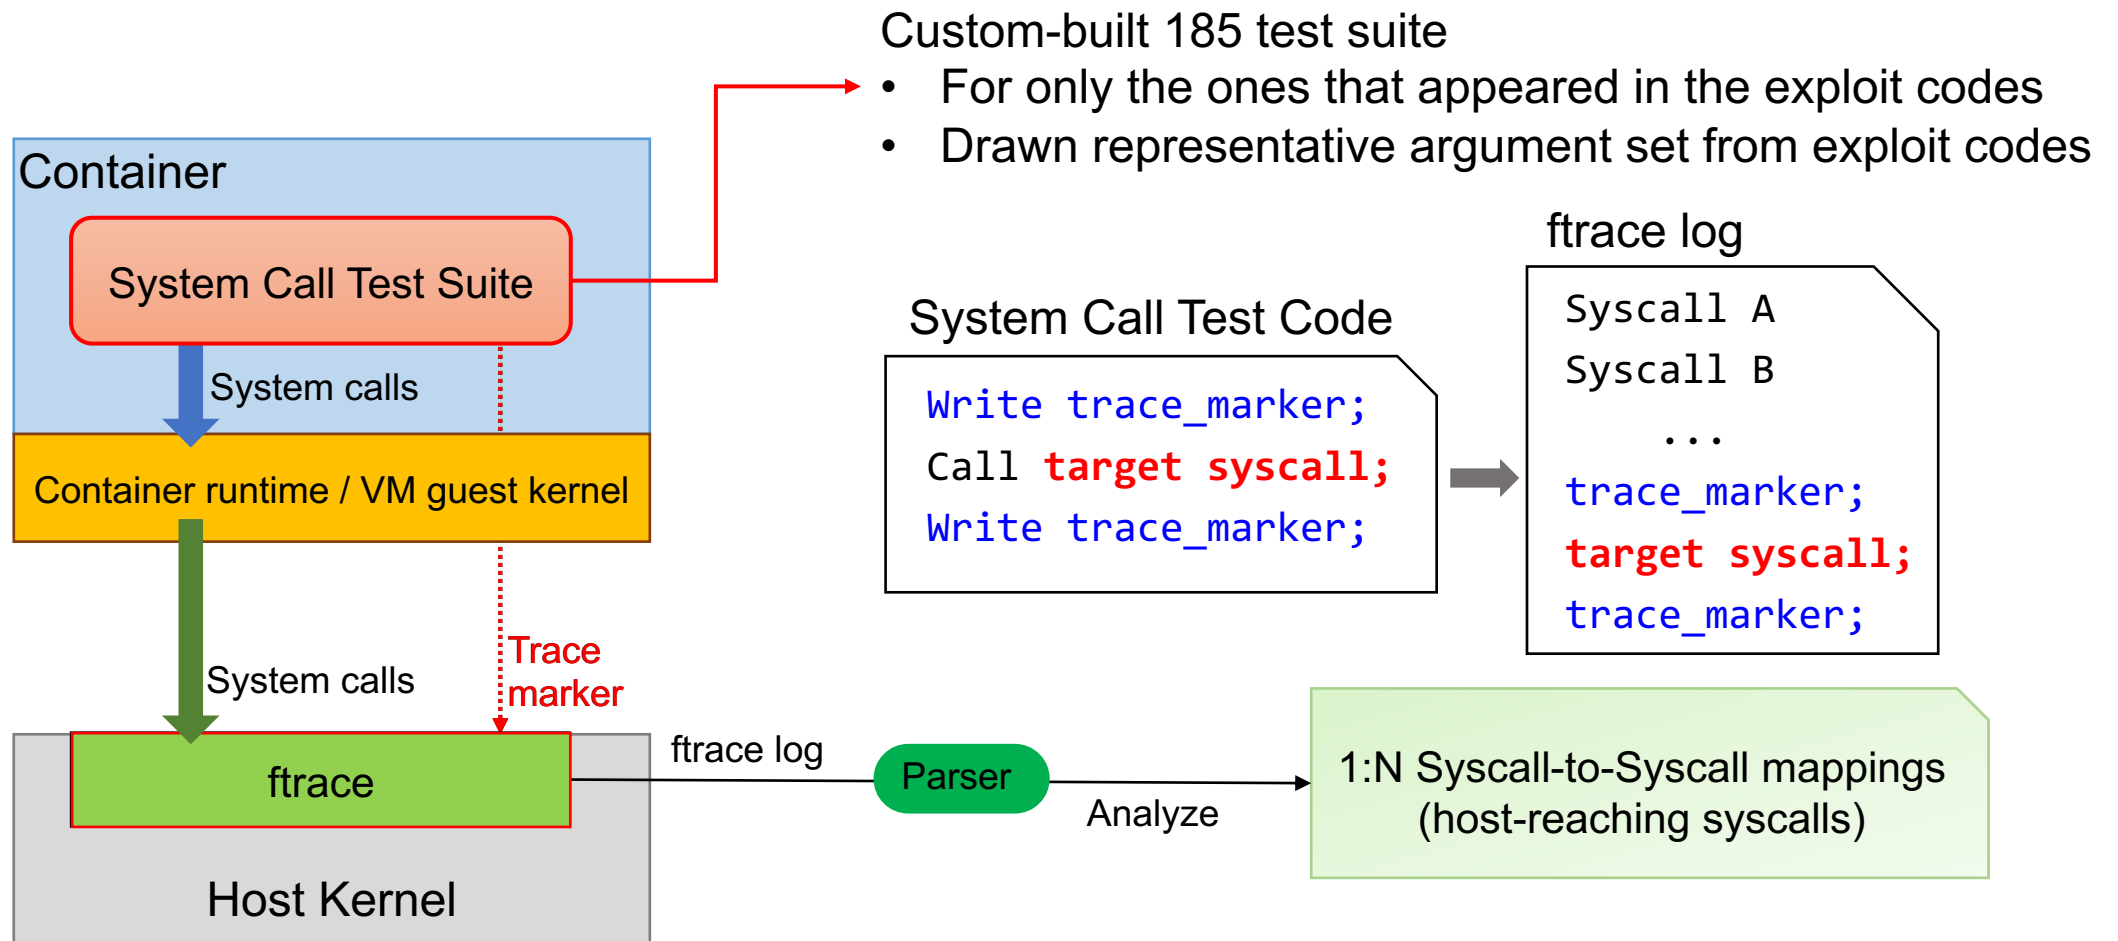 Custom-built 185 test suite
• For only the ones that appeared in the exploit codes
• Drawn representative argument set from exploit codes
Container
System Call Test Suite
System calls
Container runtime / VM guest kernel
System calls
Trace
marker
ftrace
Host Kernel
System Call Test Code
Write trace_marker;
Call target syscall;
Write trace_marker;
ftrace log
Syscall A
Syscall B
...
trace_marker;
target syscall;
trace_marker;
ftrace log
Parser
Analyze
1:N Syscall-to-Syscall mappings
(host-reaching syscalls)